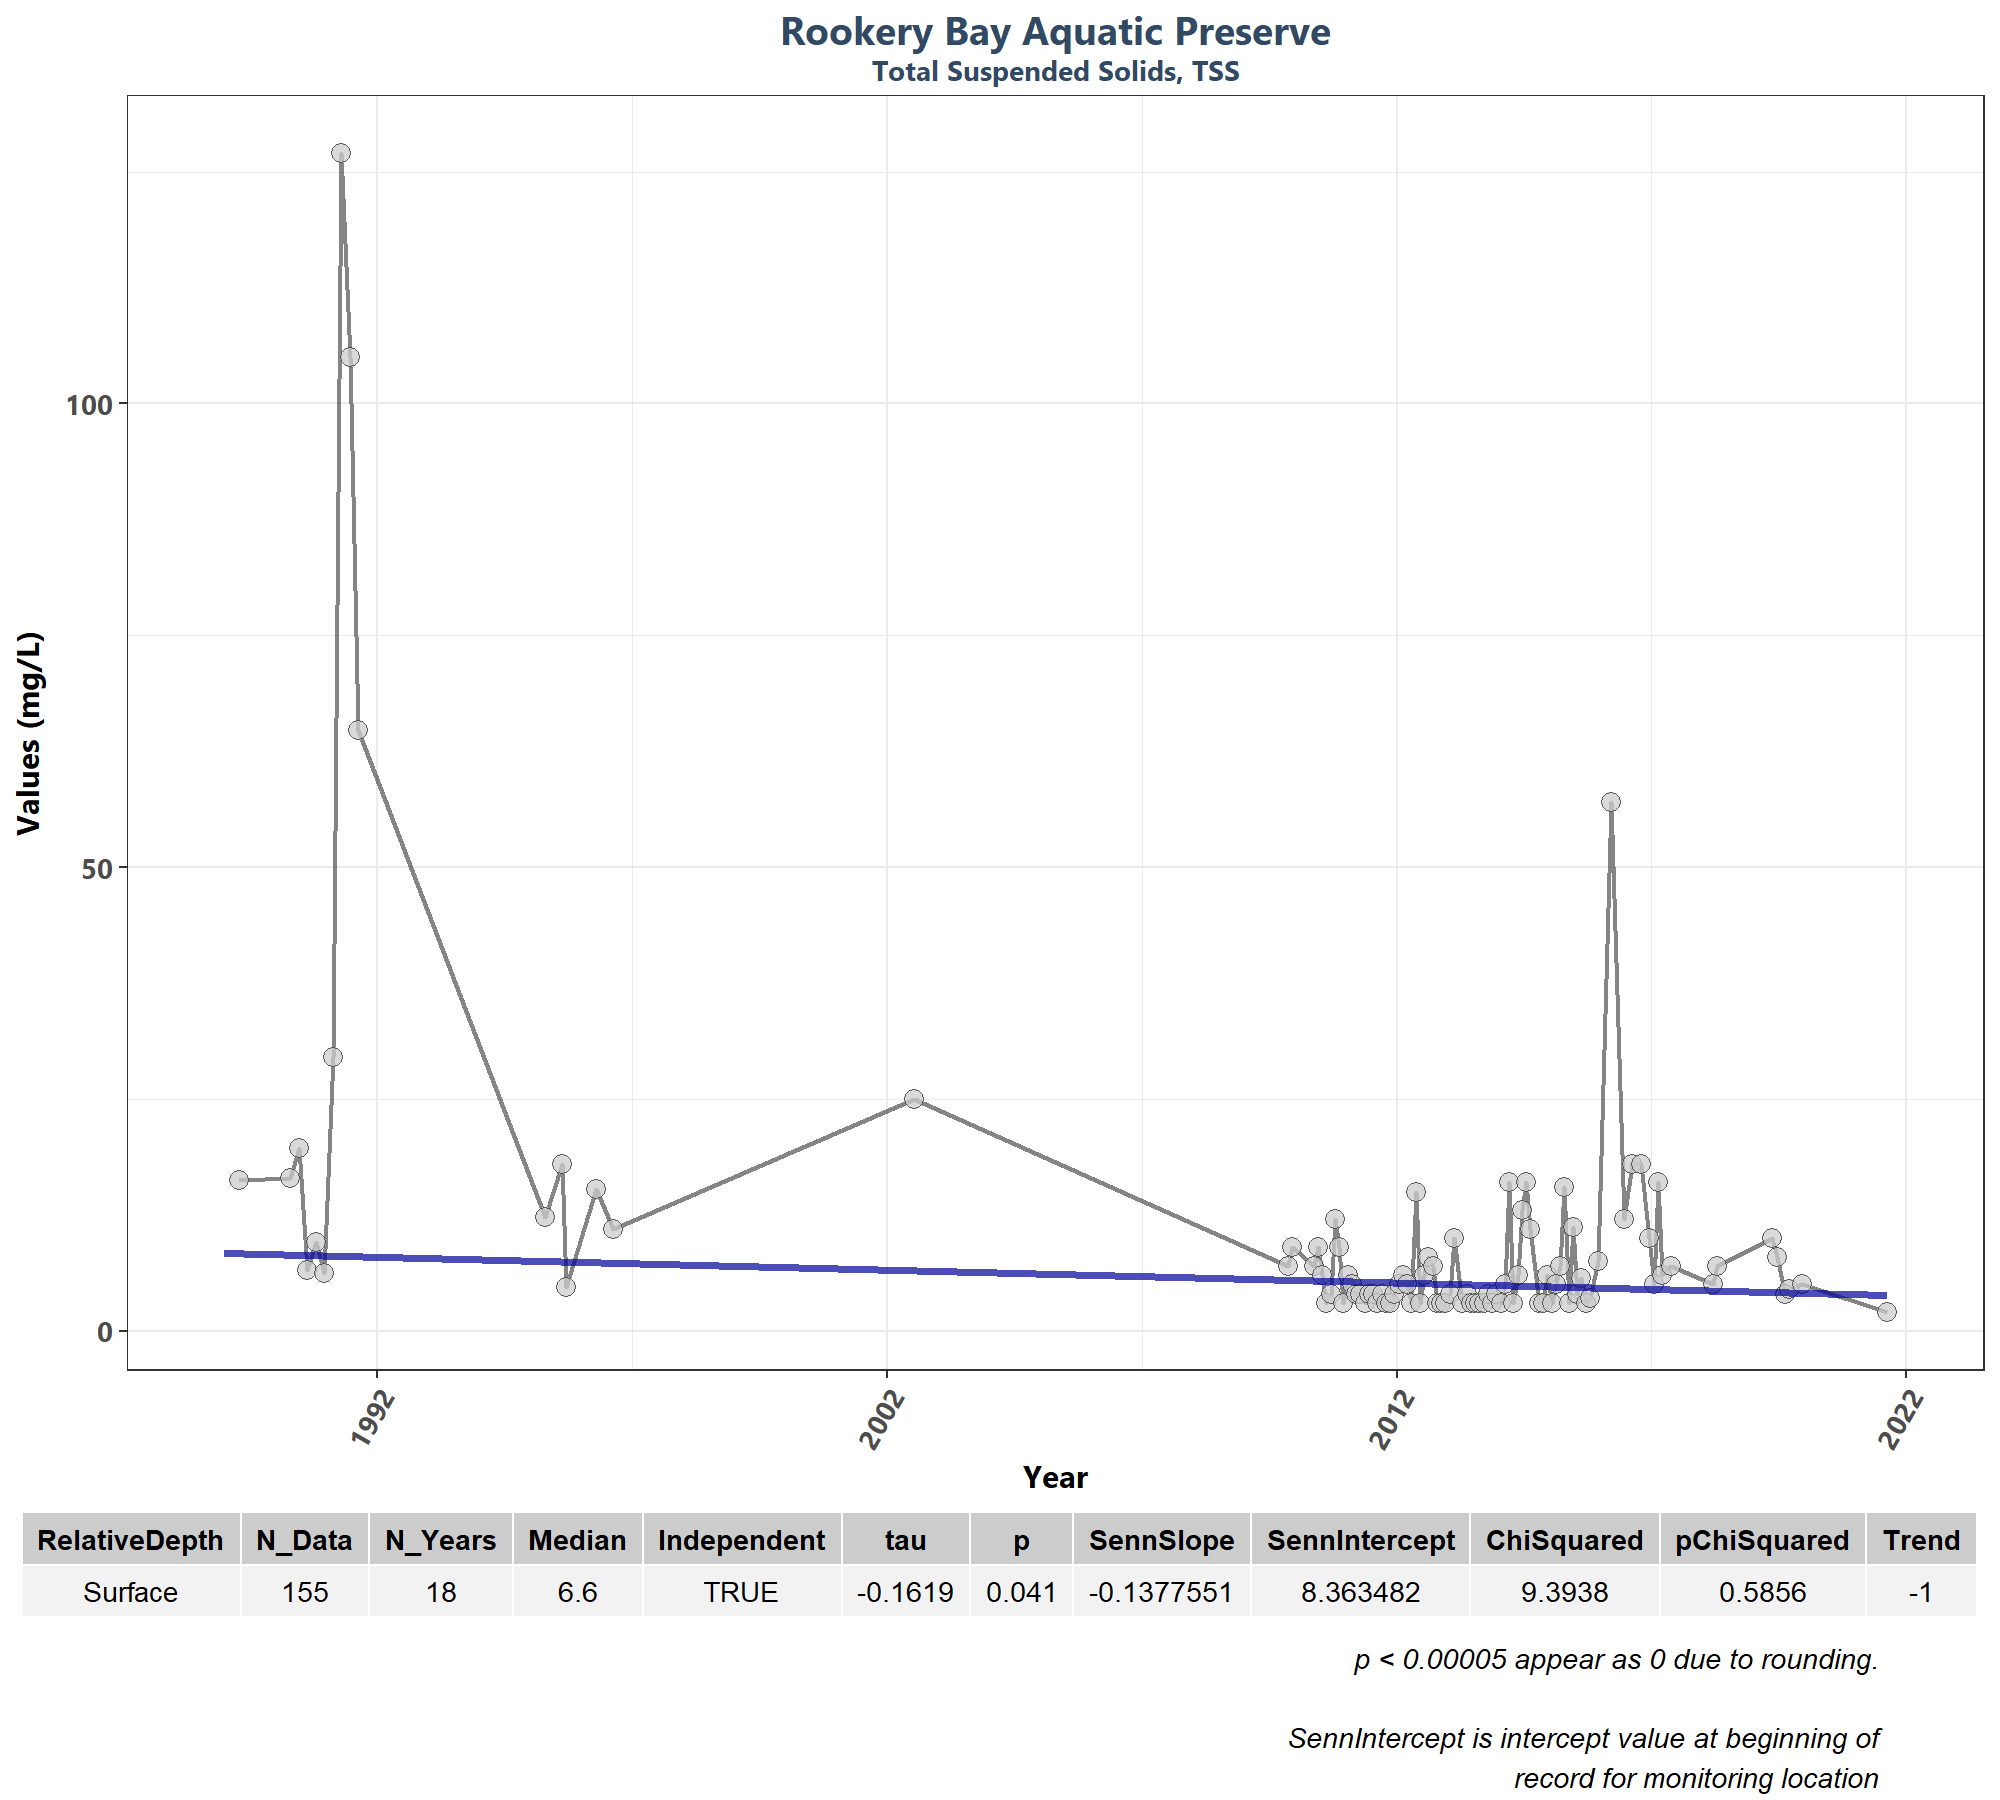 Rookery Bay Aquatic Preserve
Total Suspended Solids, TSS
Values (mg/L)
100
50
0
1992
2002
2012
2022
Year
RelativeDepth N_Data N_Years Median Independent tau p SennSlope SennIntercept ChiSquared pChiSquared Trend
Surface 155 18 6.6 TRUE -0.1619 0.041 -0.1377551 8.363482 9.3938 0.5856 -1
p < 0.00005 appear as 0 due to rounding.
SennIntercept is intercept value at beginning of
record for monitoring location